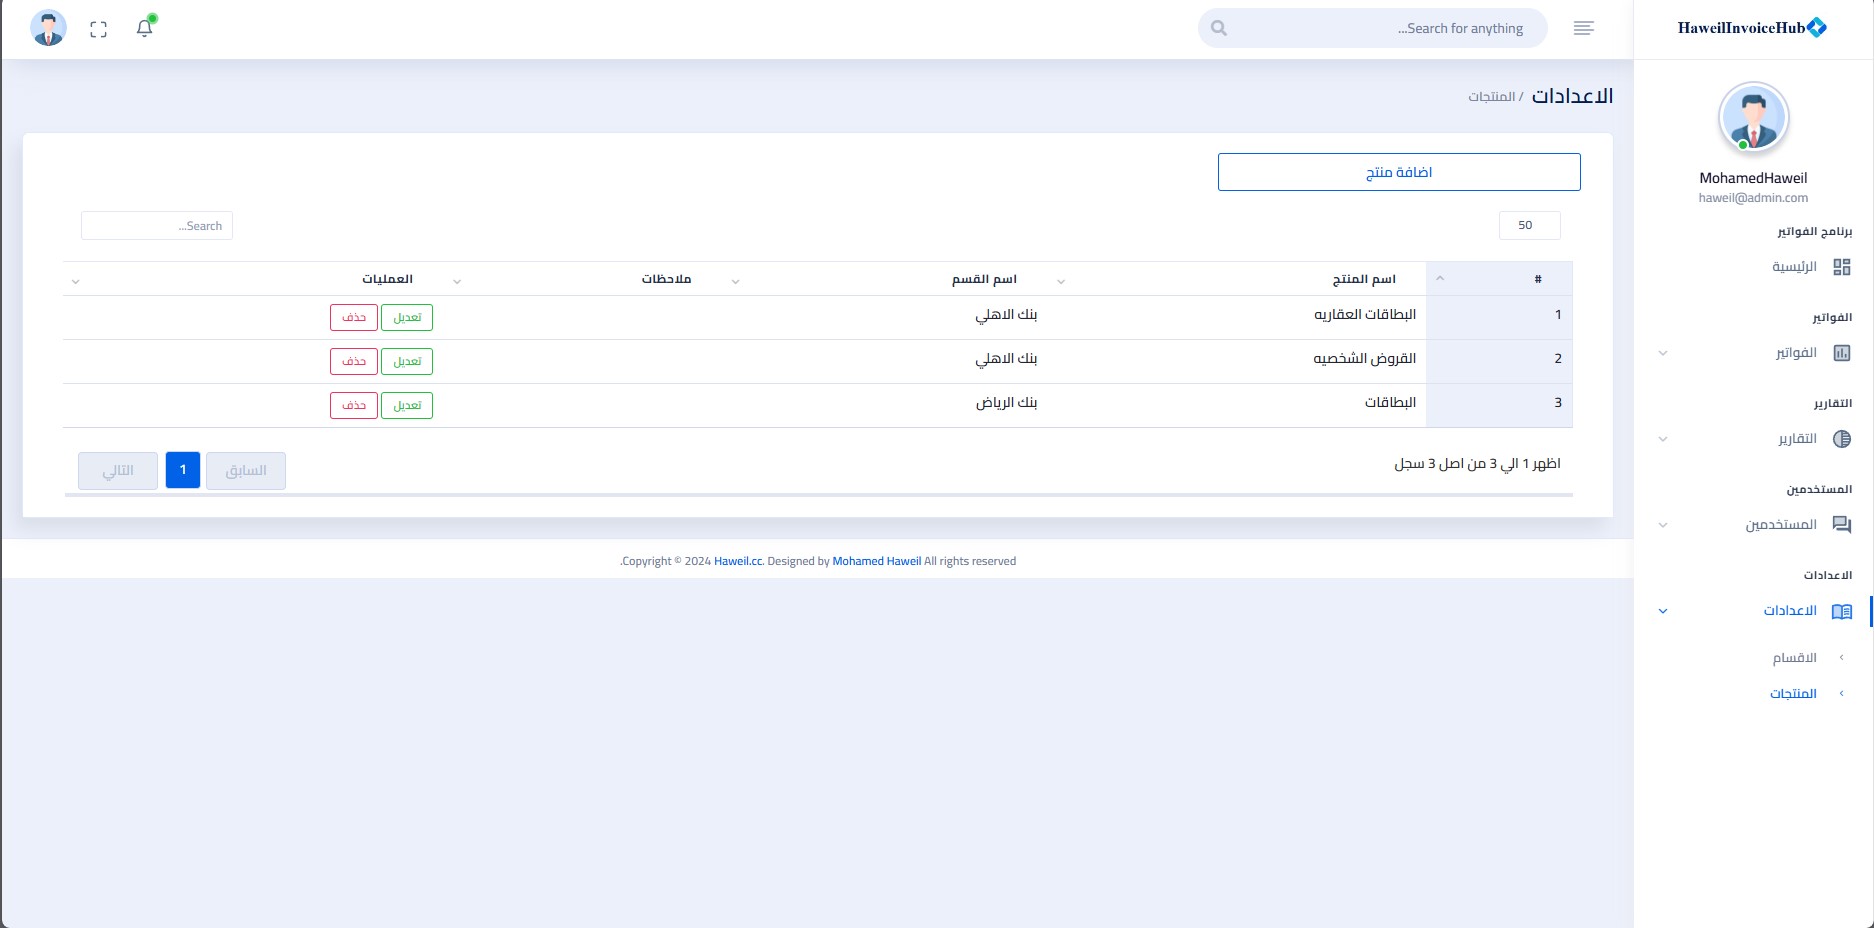 HaweilInvoiceHub
Search for anything...
MohamedHaweil
haweil@admin.com
برنامج الفواتير
الرئيسية
الفواتير
الفواتير
التقارير
التقارير
المستخدمين
المستخدمين
الاعدادات
الاعدادات
الاقسام
المنتجات
الاعدادات / المنتجات
اضافة منتج
50
Search...
# اسم المنتج اسم القسم ملاحظات العمليات
1 البطاقات العقاريه بنك الاهلي تعديل حذف
2 القروض الشخصيه بنك الاهلي تعديل حذف
3 البطاقات بنك الرياض تعديل حذف
اظهر 1 الي 3 من اصل 3 سجل
السابق 1 التالي
Copyright © 2024 Haweil.cc. Designed by Mohamed Haweil All rights reserved.